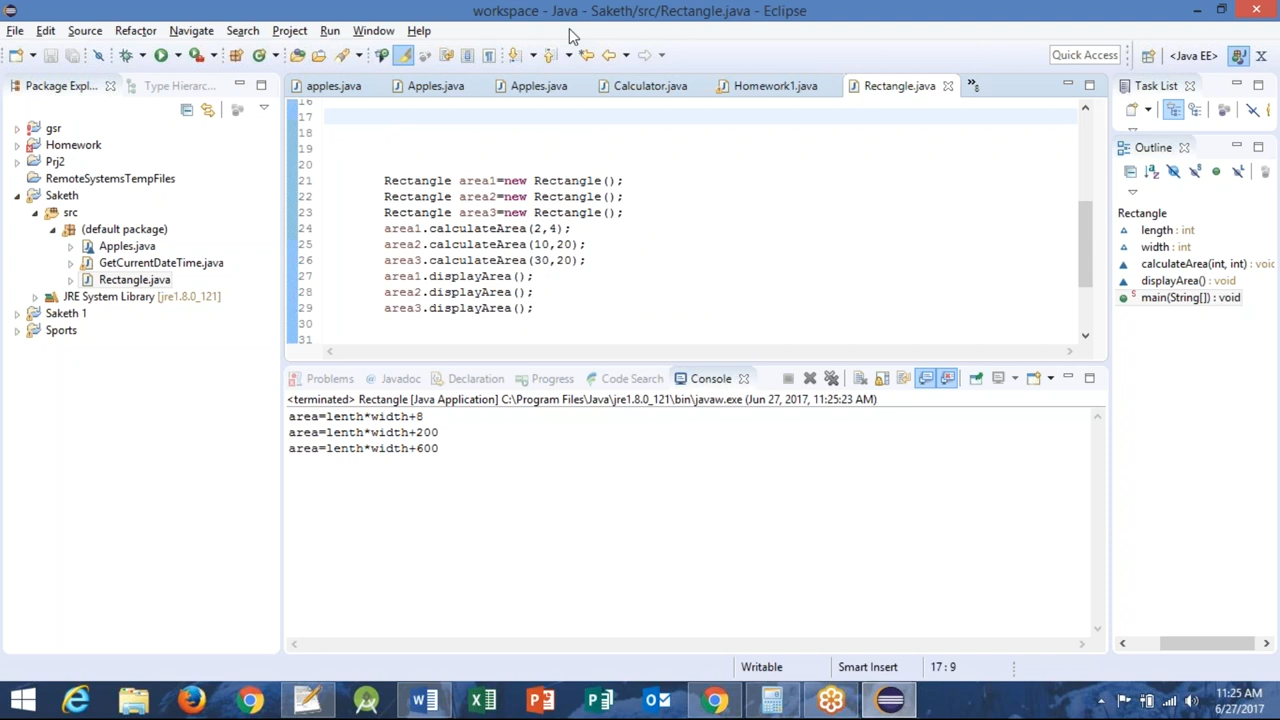 workspace - Java - Saketh/src/Rectangle.java - Eclipse
File Edit Source Refactor Navigate Search Project Run Window Help
Quick Access <Java EE>
Package Expl... Type Hierarc...
apples.java Apples.java Apples.java Calculator.java Homework1.java Rectangle.java
Task List
gsr
Homework
Prj2
RemoteSystemsTempFiles
Saketh
src
(default package)
Apples.java
GetCurrentDateTime.java
Rectangle.java
JRE System Library [jre1.8.0_121]
Saketh 1
Sports
16
17
18
19
20
21 Rectangle area1=new Rectangle();
22 Rectangle area2=new Rectangle();
23 Rectangle area3=new Rectangle();
24 area1.calculateArea(2,4);
25 area2.calculateArea(10,20);
26 area3.calculateArea(30,20);
27 area1.displayArea();
28 area2.displayArea();
29 area3.displayArea();
30
31
Outline
Rectangle
length : int
width : int
calculateArea(int, int) : voic
displayArea() : void
main(String[]) : void
Problems Javadoc Declaration Progress Code Search Console
<terminated> Rectangle [Java Application] C:\Program Files\Java\jre1.8.0_121\bin\javaw.exe (Jun 27, 2017, 11:25:23 AM)
area=lenth*width+8
area=lenth*width+200
area=lenth*width+600
Writable Smart Insert 17 : 9
11:25 AM
6/27/2017